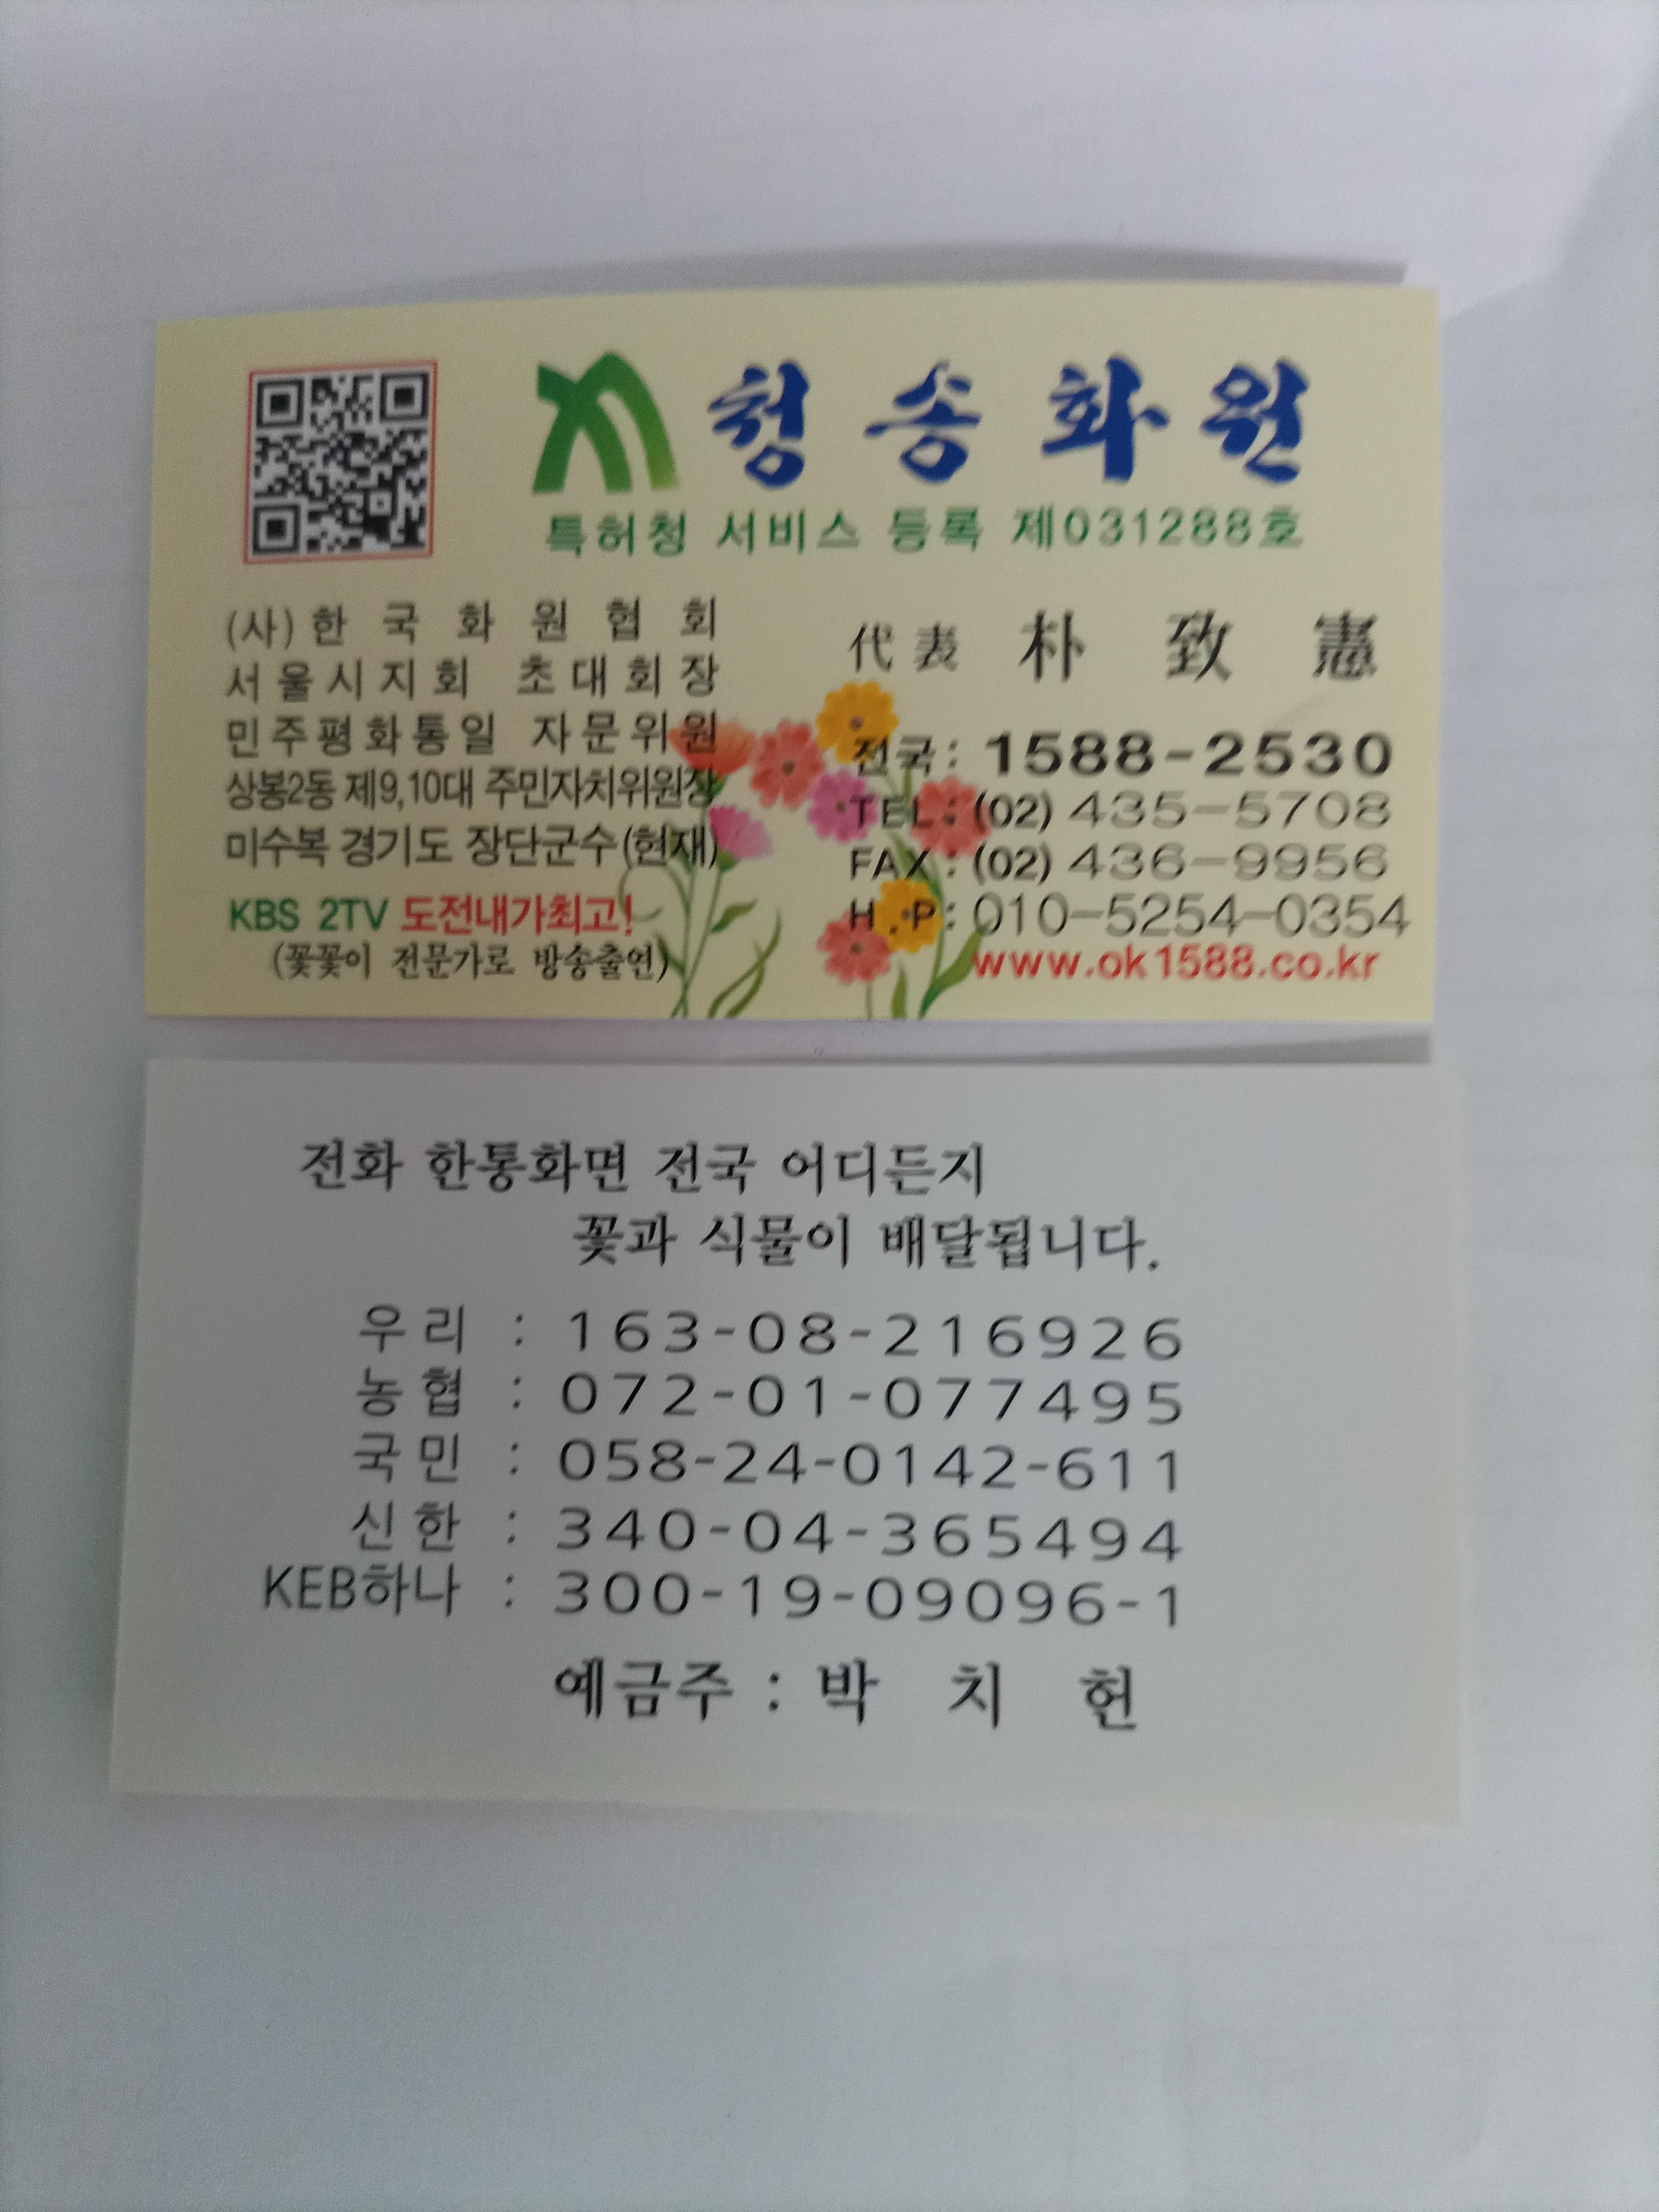 청송화원
특허청 서비스 등록 제031288호
(사)한국화원협회
서울시지회 초대회장
민주평화통일 자문위원
상봉2동 제9,10대 주민자치위원장
미수복 경기도 장단군수(현재)
KBS 2TV 도전내가최고!
(꽃꽂이 전문가로 방송출연)
代表 朴致憲
전국: 1588-2530
TEL: (02) 435-5708
FAX: (02) 436-9956
H.P: 010-5254-0354
www.ok1588.co.kr
전화 한통화면 전국 어디든지
꽃과 식물이 배달됩니다.
우리 : 163-08-216926
농협 : 072-01-077495
국민 : 058-24-0142-611
신한 : 340-04-365494
KEB하나 : 300-19-09096-1
예금주 : 박 치 헌